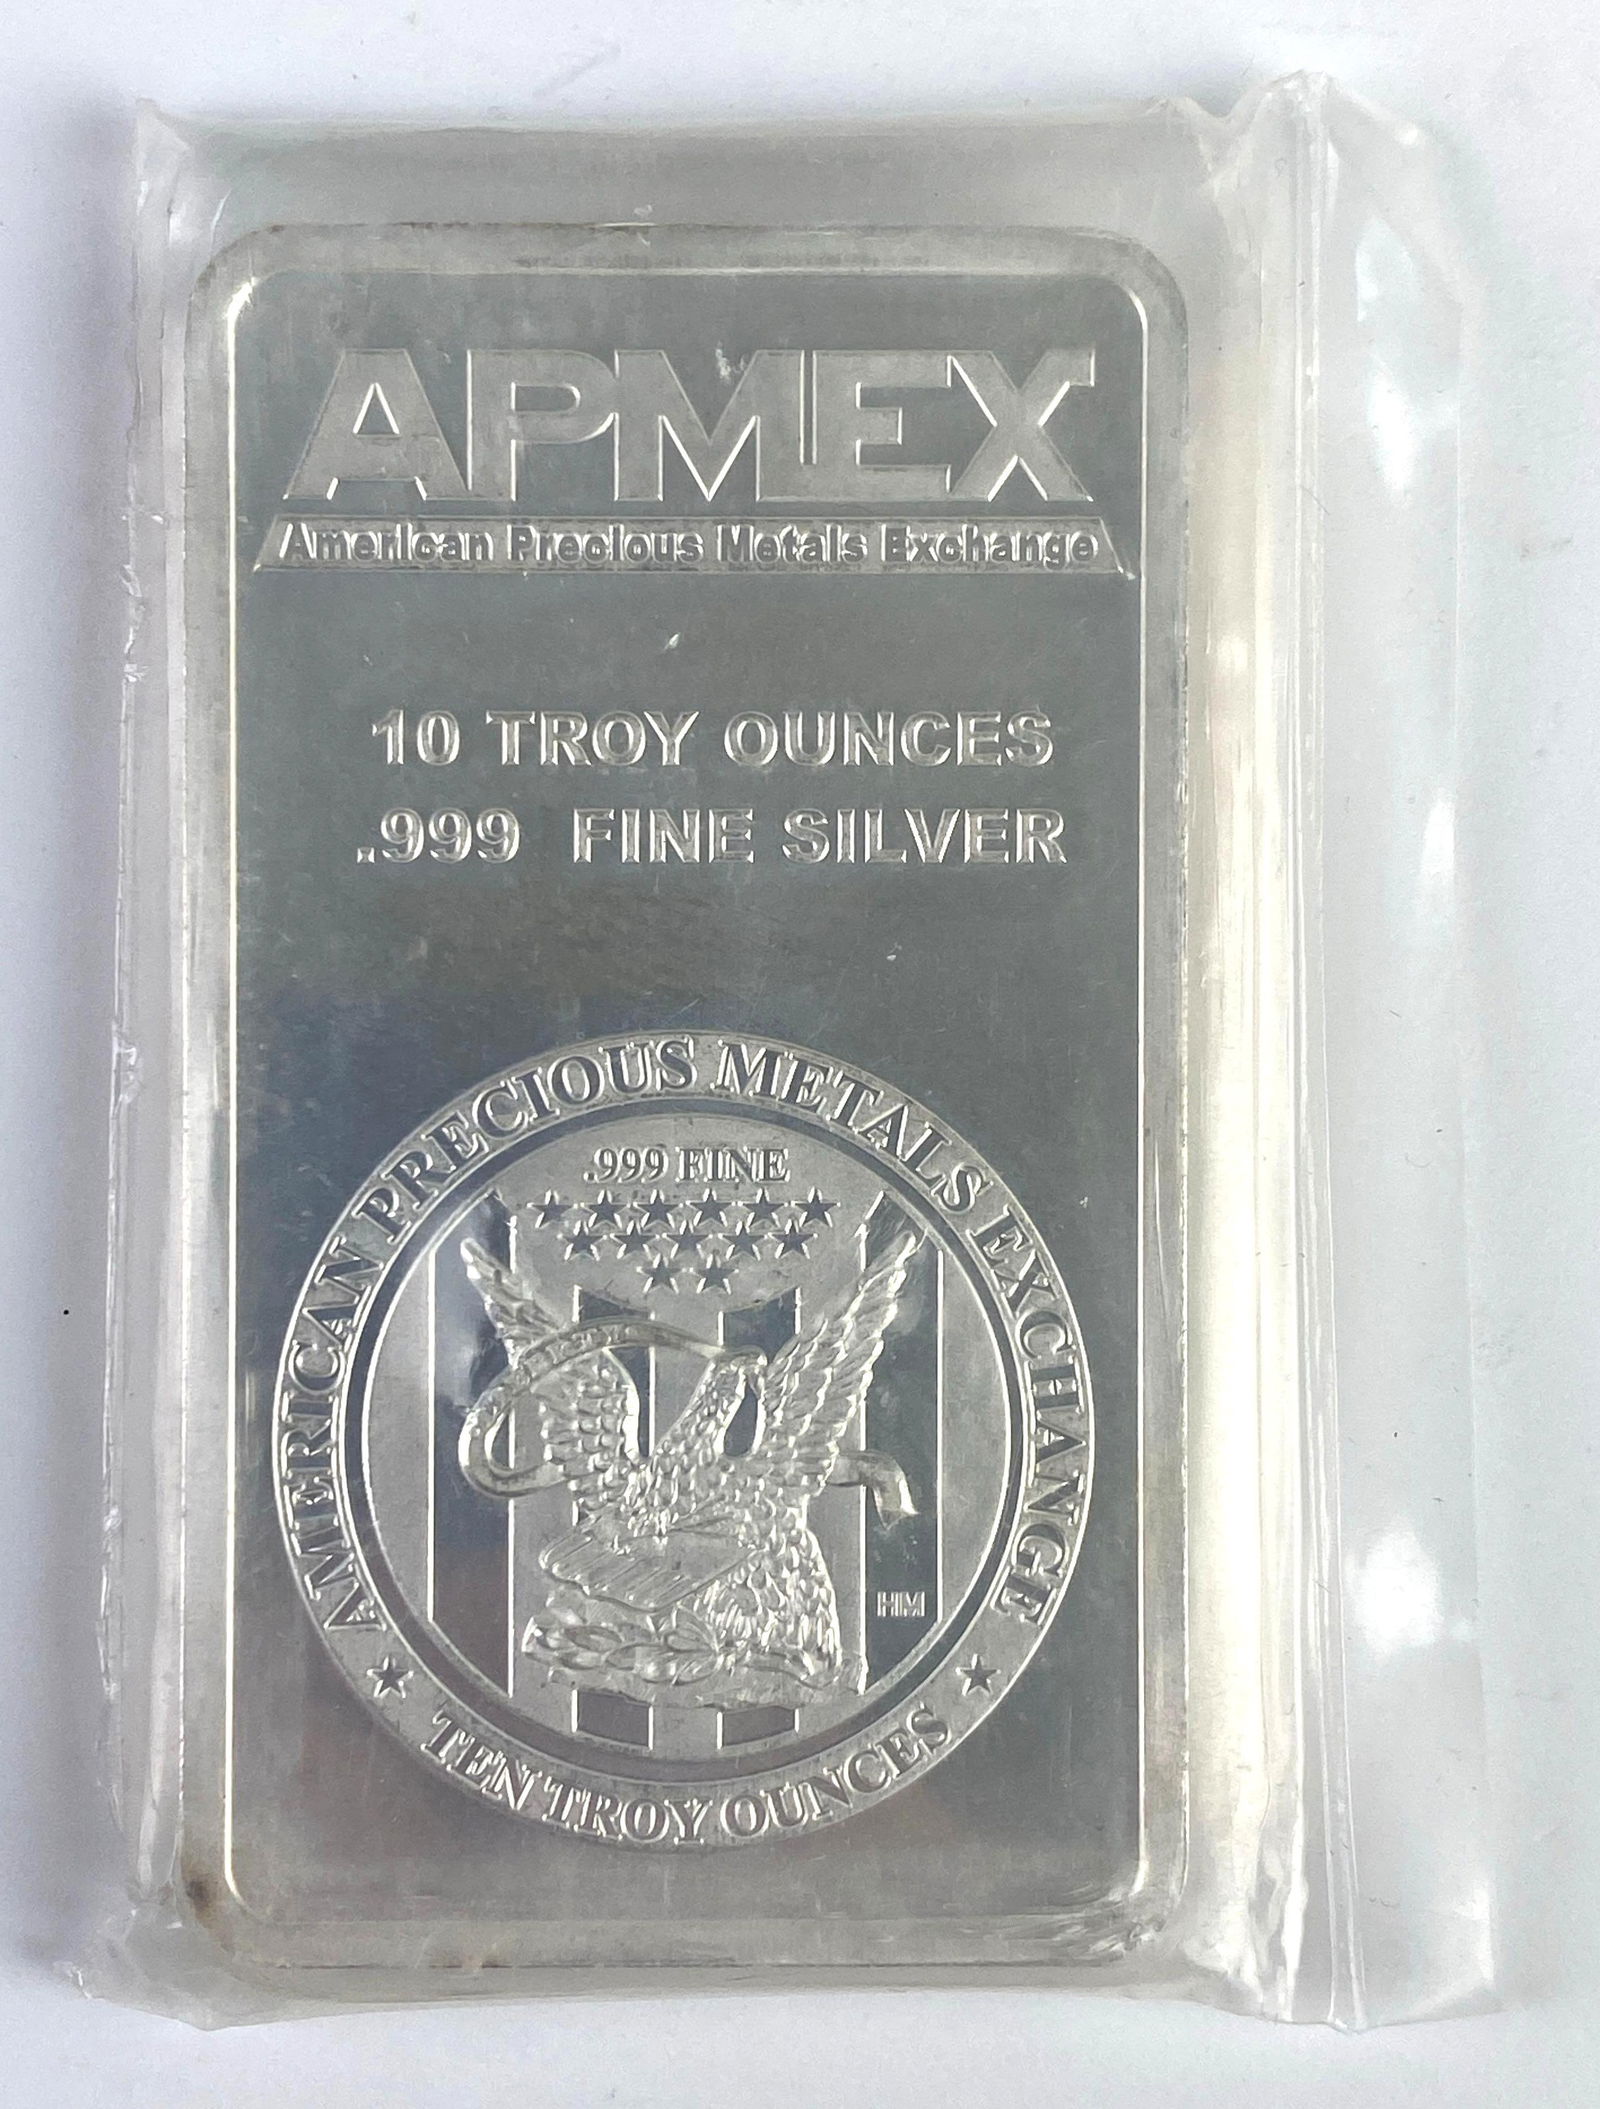 APMEX
American Precious Metals Exchange
10 TROY OUNCES
.999 FINE SILVER
AMERICAN PRECIOUS METALS EXCHANGE
.999 FINE
HM
TEN TROY OUNCES